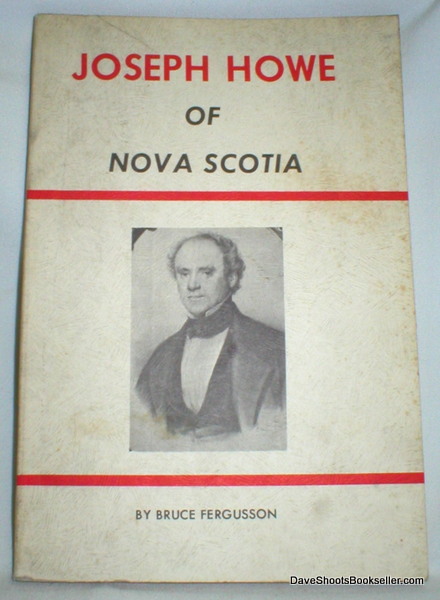 JOSEPH HOWE
OF
NOVA SCOTIA
BY BRUCE FERGUSSON
DaveShootsBookseller.com